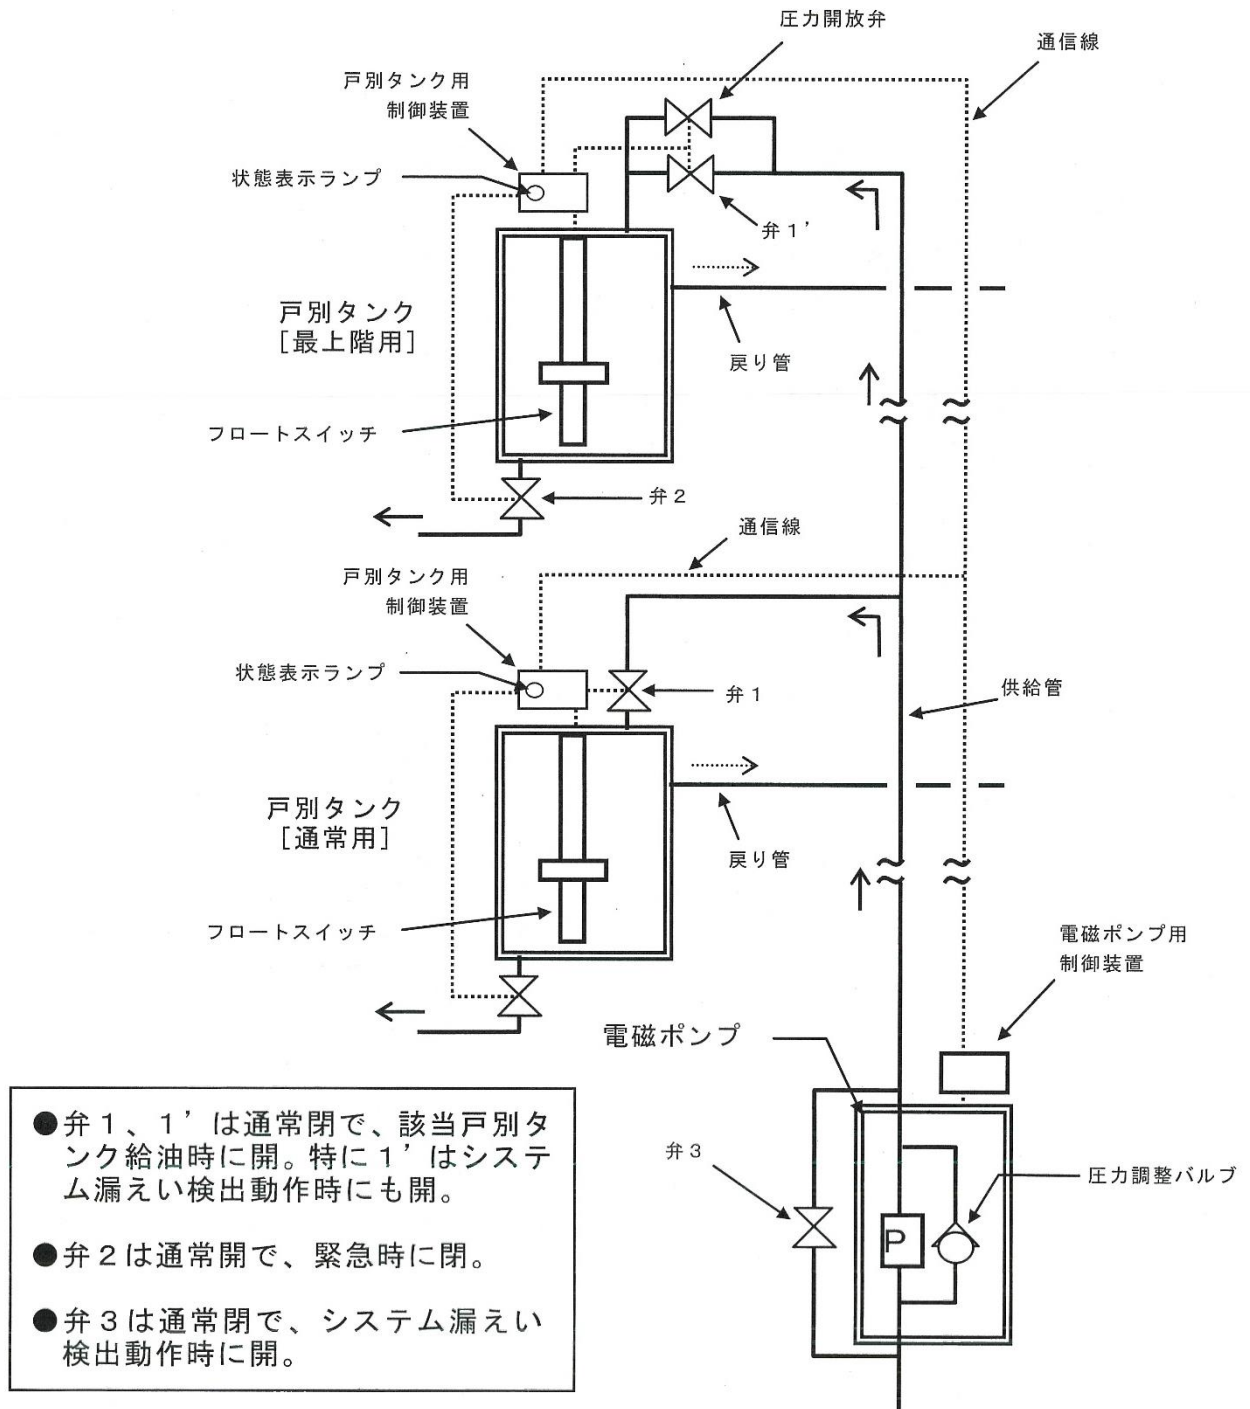 圧力開放弁
通信線
戸別タンク用
制御装置
状態表示ランプ
弁1’
戸別タンク
[最上階用]
戻り管
フロートスイッチ
弁2
通信線
戸別タンク用
制御装置
状態表示ランプ
弁1
供給管
戸別タンク
[通常用]
戻り管
フロートスイッチ
電磁ポンプ用
制御装置
電磁ポンプ
弁3
圧力調整バルブ
P
●弁1、1’は通常閉で、該当戸別タ
ンク給油時に開。特に1’はシステ
ム漏えい検出動作時にも開。
●弁2は通常開で、緊急時に閉。
●弁3は通常閉で、システム漏えい
検出動作時に開。